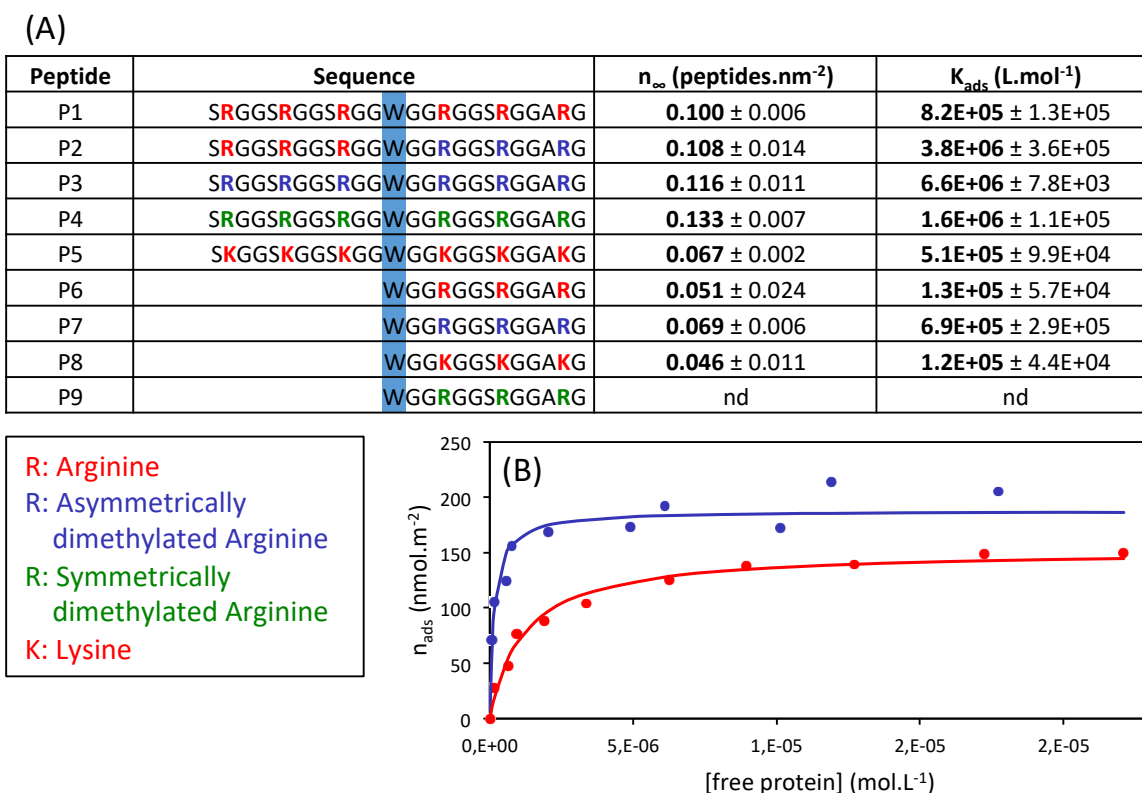 (A)
Peptide Sequence n∞ (peptides.nm⁻²) Kads (L.mol⁻¹)
P1 SRGGSRGGSRGGWGGRGGSRGGARG 0.100 ± 0.006 8.2E+05 ± 1.3E+05
P2 SRGGSRGGSRGGWGGRGGSRGGARG 0.108 ± 0.014 3.8E+06 ± 3.6E+05
P3 SRGGSRGGSRGGWGGRGGSRGGARG 0.116 ± 0.011 6.6E+06 ± 7.8E+03
P4 SRGGSRGGSRGGWGGRGGSRGGARG 0.133 ± 0.007 1.6E+06 ± 1.1E+05
P5 SKGGSKGGSKGGWGGKGGSKGGAKG 0.067 ± 0.002 5.1E+05 ± 9.9E+04
P6 WGGRGGSRGGARG 0.051 ± 0.024 1.3E+05 ± 5.7E+04
P7 WGGRGGSRGGARG 0.069 ± 0.006 6.9E+05 ± 2.9E+05
P8 WGGKGGSKGGAKG 0.046 ± 0.011 1.2E+05 ± 4.4E+04
P9 WGGRGGSRGGARG nd nd
R: Arginine
R: Asymmetrically
dimethylated Arginine
R: Symmetrically
dimethylated Arginine
K: Lysine
(B)
nads (nmol.m⁻²)
250
200
150
100
50
0
0,E+00 5,E-06 1,E-05 2,E-05 2,E-05
[free protein] (mol.L⁻¹)